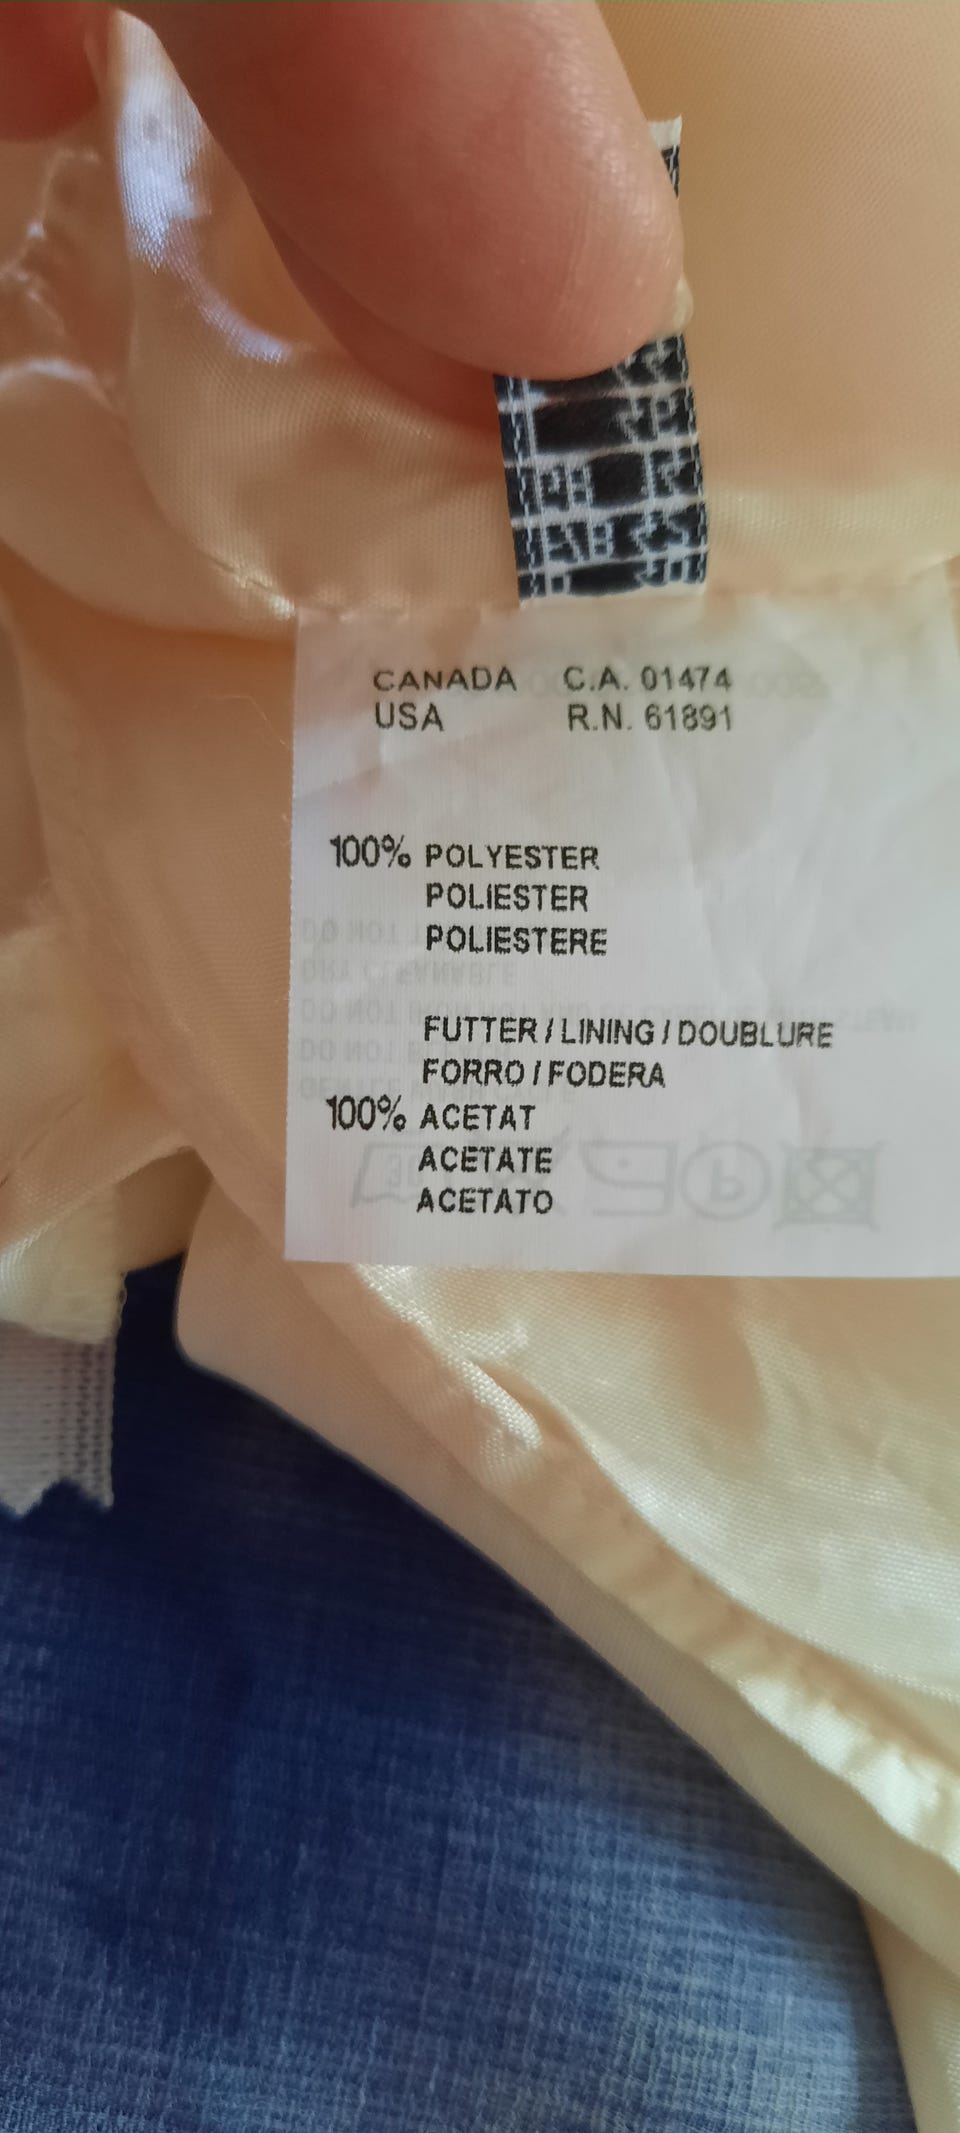 CANADA C.A. 01474
USA R.N. 61891
100% POLYESTER
POLIESTER
POLIESTERE
FUTTER / LINING / DOUBLURE
FORRO / FODERA
100% ACETAT
ACETATE
ACETATO